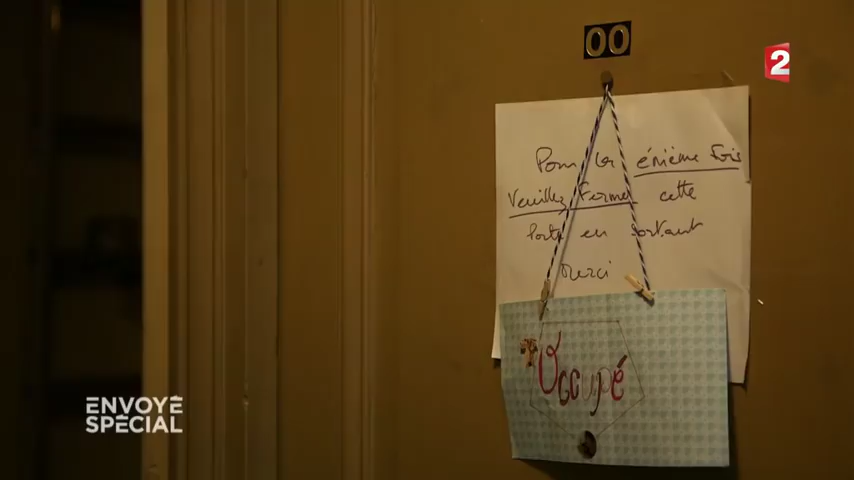 00
2
Pour la énième fois
Veuillez fermer cette
porte en sortant
Merci
Occupé
ENVOYÉ
SPÉCIAL